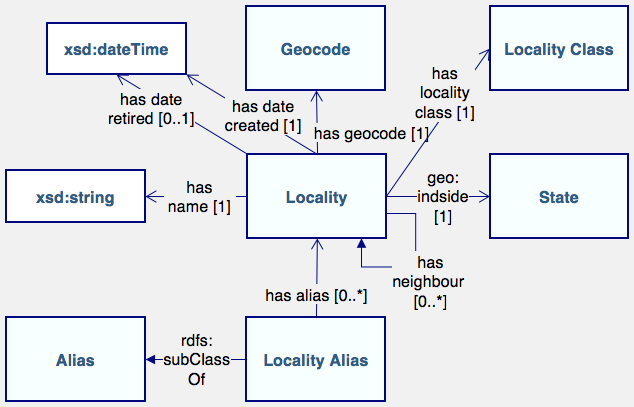 xsd:dateTime
Geocode
Locality Class
has
locality
class [1]
has date
retired [0..1]
has date
created [1]
has geocode [1]
xsd:string
has
name [1]
Locality
geo:
indside
[1]
State
has
neighbour
[0..*]
has alias [0..*]
Alias
rdfs:
subClass
Of
Locality Alias